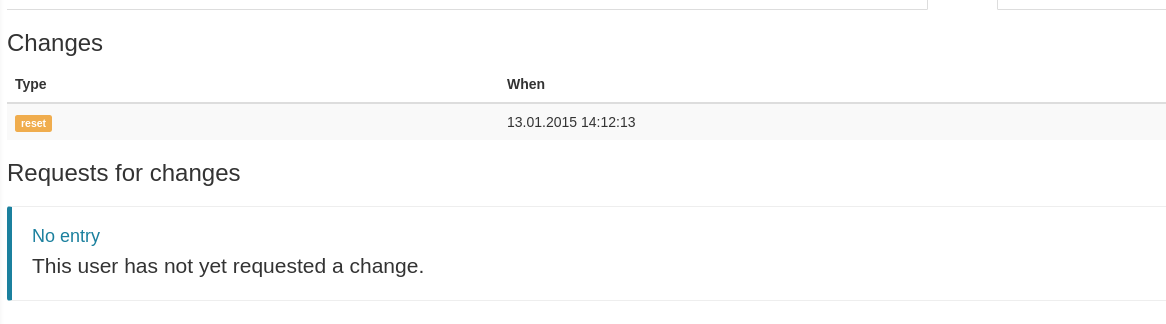 Changes
Type When
reset 13.01.2015 14:12:13
Requests for changes
No entry
This user has not yet requested a change.